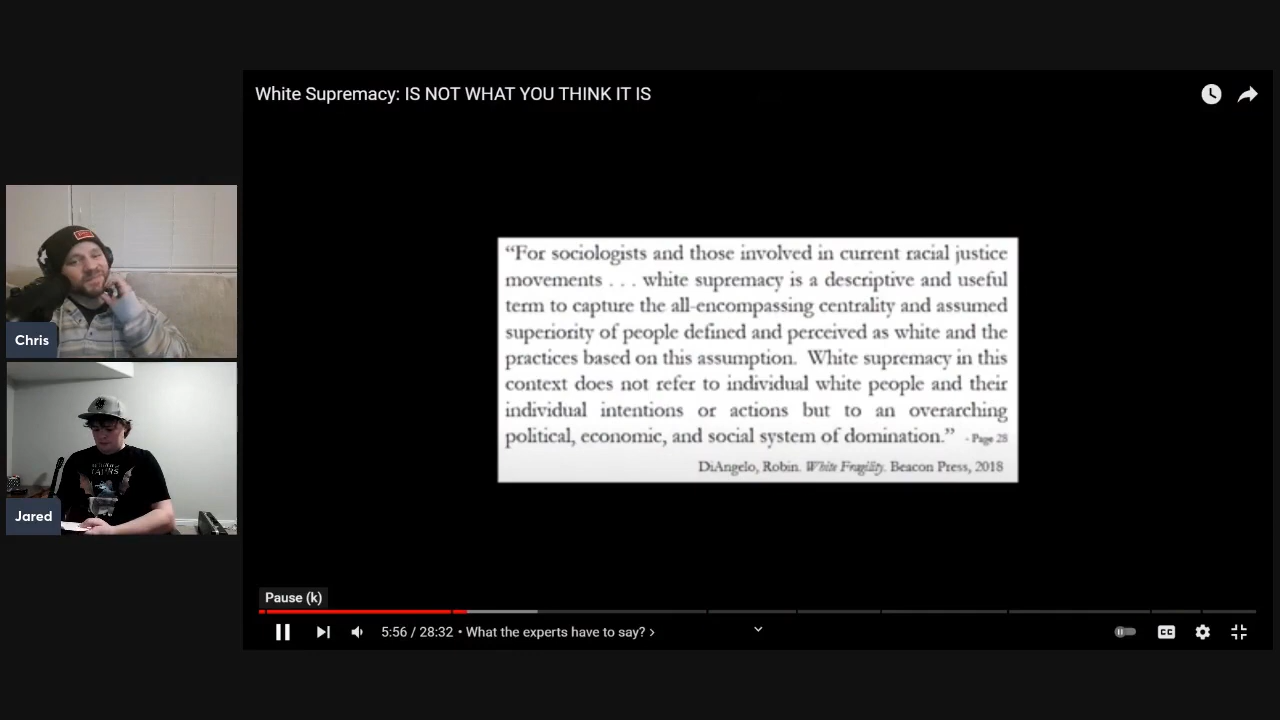 White Supremacy: IS NOT WHAT YOU THINK IT IS
Chris
Jared
“For sociologists and those involved in current racial justice
movements . . . white supremacy is a descriptive and useful
term to capture the all-encompassing centrality and assumed
superiority of people defined and perceived as white and the
practices based on this assumption. White supremacy in this
context does not refer to individual white people and their
individual intentions or actions but to an overarching
political, economic, and social system of domination.” - Page 28
DiAngelo, Robin. White Fragility. Beacon Press, 2018
Pause (k)
5:56 / 28:32 • What the experts have to say? ›
CC